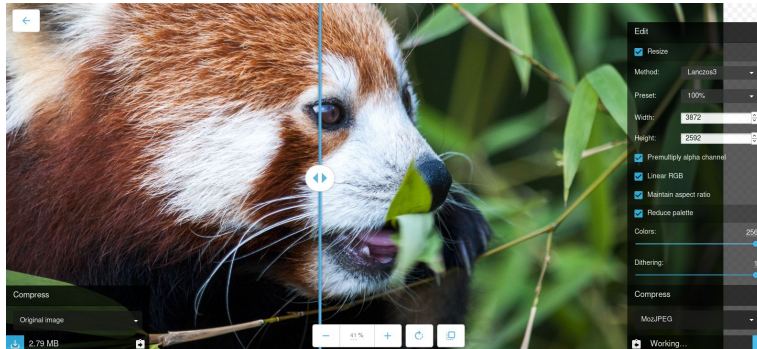 Edit
Resize
Method: Lanczos3
Preset: 100%
Width: 3872
Height: 2592
Premultiply alpha channel
Linear RGB
Maintain aspect ratio
Reduce palette
Colors: 256
Dithering:
Compress
MozJPEG
Working…
Compress
Original image
2.79 MB
41 %